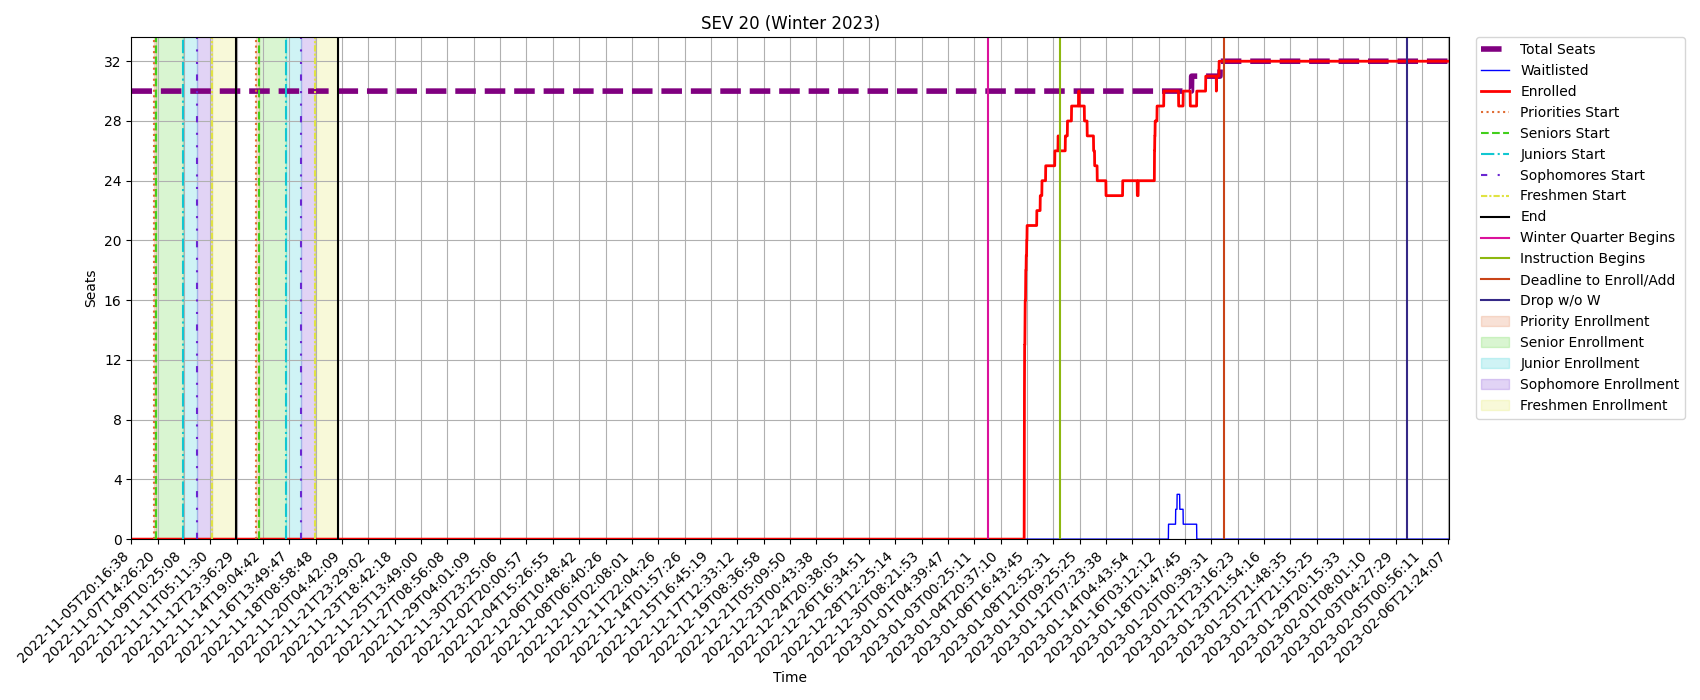 SEV 20 (Winter 2023)
Seats
32
28
24
20
16
12
8
4
0
2022-11-05T20:16:38
2022-11-07T14:26:20
2022-11-09T10:25:08
2022-11-11T05:11:30
2022-11-12T23:36:29
2022-11-14T19:04:42
2022-11-16T13:49:47
2022-11-18T08:58:48
2022-11-20T04:42:09
2022-11-21T23:29:02
2022-11-23T18:42:18
2022-11-25T13:49:00
2022-11-27T08:56:08
2022-11-29T04:01:09
2022-11-30T23:25:06
2022-12-02T20:00:57
2022-12-04T15:26:55
2022-12-06T10:48:42
2022-12-08T06:40:26
2022-12-10T02:08:01
2022-12-11T22:04:26
2022-12-14T01:57:26
2022-12-15T16:45:19
2022-12-17T12:33:12
2022-12-19T08:36:58
2022-12-21T05:09:50
2022-12-23T00:43:38
2022-12-24T20:38:05
2022-12-26T16:34:51
2022-12-28T12:25:14
2022-12-30T08:21:53
2023-01-01T04:39:47
2023-01-03T00:25:11
2023-01-04T20:37:10
2023-01-06T16:43:45
2023-01-08T12:52:31
2023-01-10T09:25:25
2023-01-12T07:23:38
2023-01-14T04:43:54
2023-01-16T03:12:12
2023-01-18T01:47:45
2023-01-20T00:39:31
2023-01-21T23:16:23
2023-01-23T21:54:16
2023-01-25T21:48:35
2023-01-27T21:15:25
2023-01-29T20:15:33
2023-02-01T08:01:10
2023-02-03T04:27:29
2023-02-05T00:56:11
2023-02-06T21:24:07
Time
Total Seats
Waitlisted
Enrolled
Priorities Start
Seniors Start
Juniors Start
Sophomores Start
Freshmen Start
End
Winter Quarter Begins
Instruction Begins
Deadline to Enroll/Add
Drop w/o W
Priority Enrollment
Senior Enrollment
Junior Enrollment
Sophomore Enrollment
Freshmen Enrollment